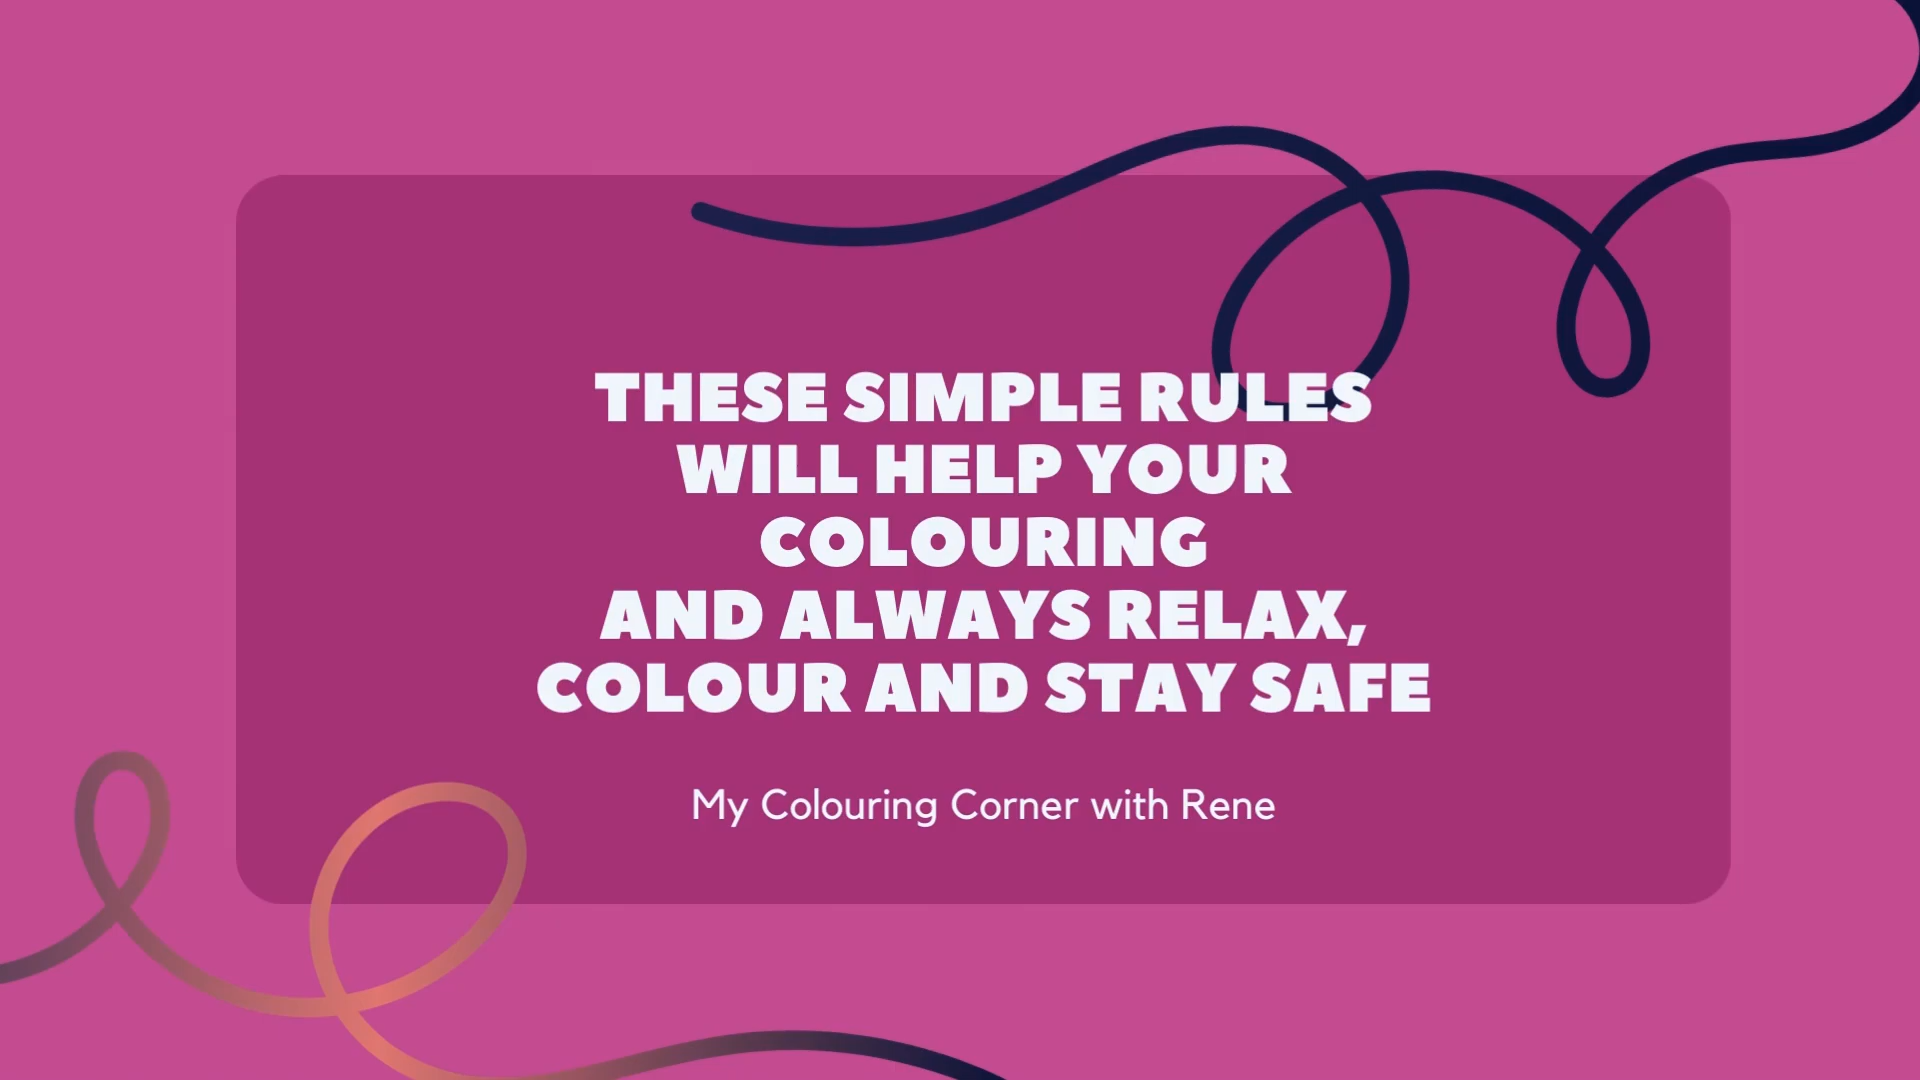 THESE SIMPLE RULES
WILL HELP YOUR
COLOURING
AND ALWAYS RELAX,
COLOUR AND STAY SAFE
My Colouring Corner with Rene